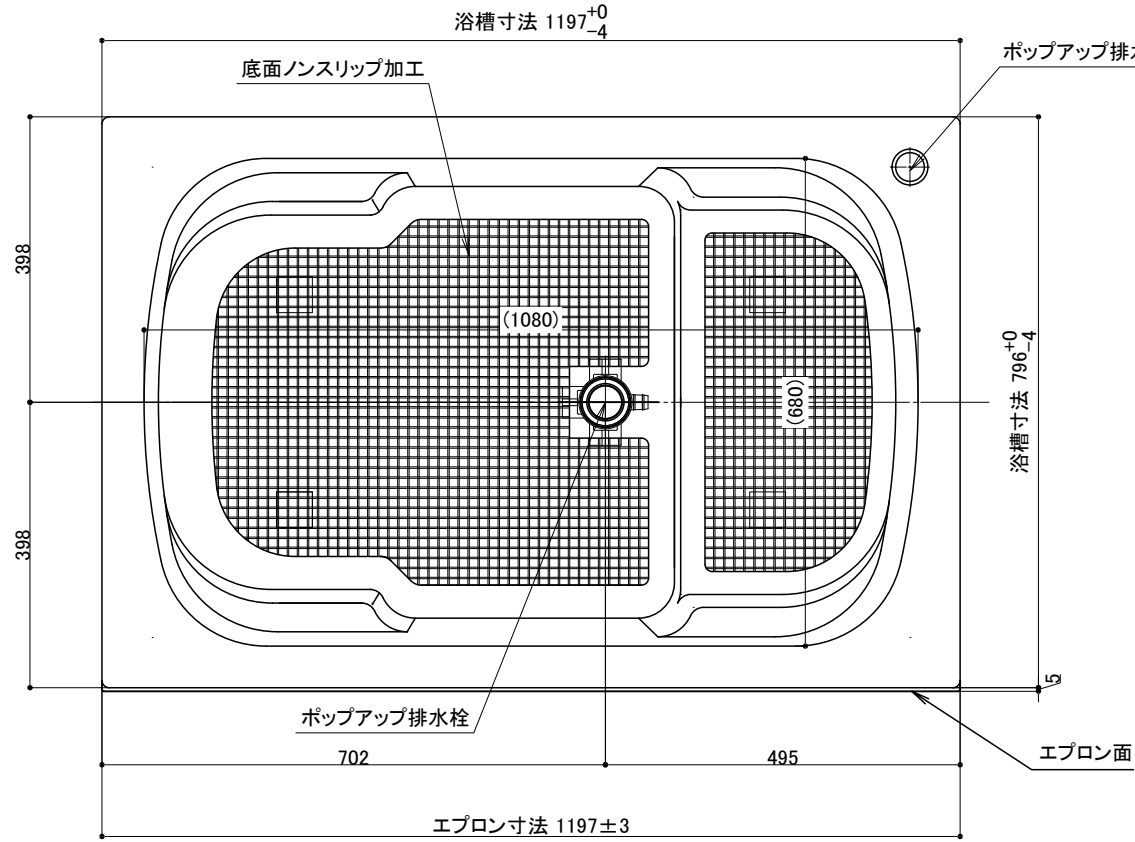 浴槽寸法 1197+0 -4
ポップアップ排
底面ノンスリップ加工
398
(1080)
(680)
浴槽寸法 796+0 -4
398
5
ポップアップ排水栓
エプロン面
702
495
エプロン寸法 1197±3